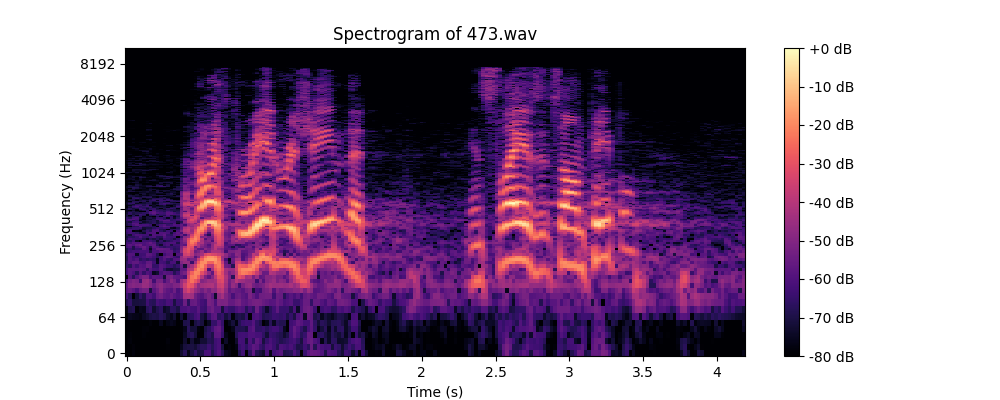 Spectrogram of 473.wav
Frequency (Hz)
8192
4096
2048
1024
512
256
128
64
0
0
0.5
1
1.5
2
2.5
3
3.5
4
Time (s)
+0 dB
-10 dB
-20 dB
-30 dB
-40 dB
-50 dB
-60 dB
-70 dB
-80 dB